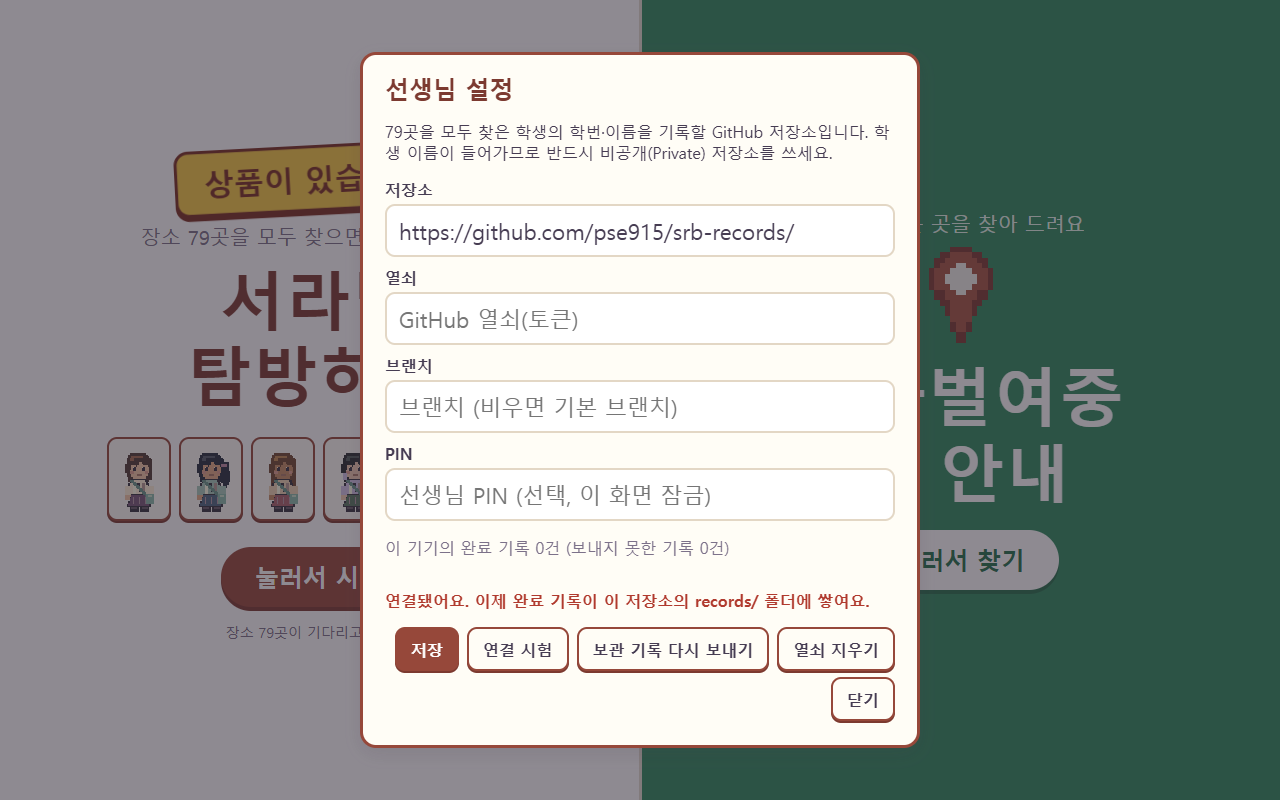 선생님 설정
79곳을 모두 찾은 학생의 학번·이름을 기록할 GitHub 저장소입니다. 학
생 이름이 들어가므로 반드시 비공개(Private) 저장소를 쓰세요.
저장소
https://github.com/pse915/srb-records/
열쇠
GitHub 열쇠(토큰)
브랜치
브랜치 (비우면 기본 브랜치)
PIN
선생님 PIN (선택, 이 화면 잠금)
이 기기의 완료 기록 0건 (보내지 못한 기록 0건)
연결됐어요. 이제 완료 기록이 이 저장소의 records/ 폴더에 쌓여요.
저장
연결 시험
보관 기록 다시 보내기
열쇠 지우기
닫기
상품이 있습
장소 79곳을 모두 찾으면
서라
탐방하
눌러서 시
장소 79곳이 기다리고
곳을 찾아 드려요
벌여중
안내
러서 찾기